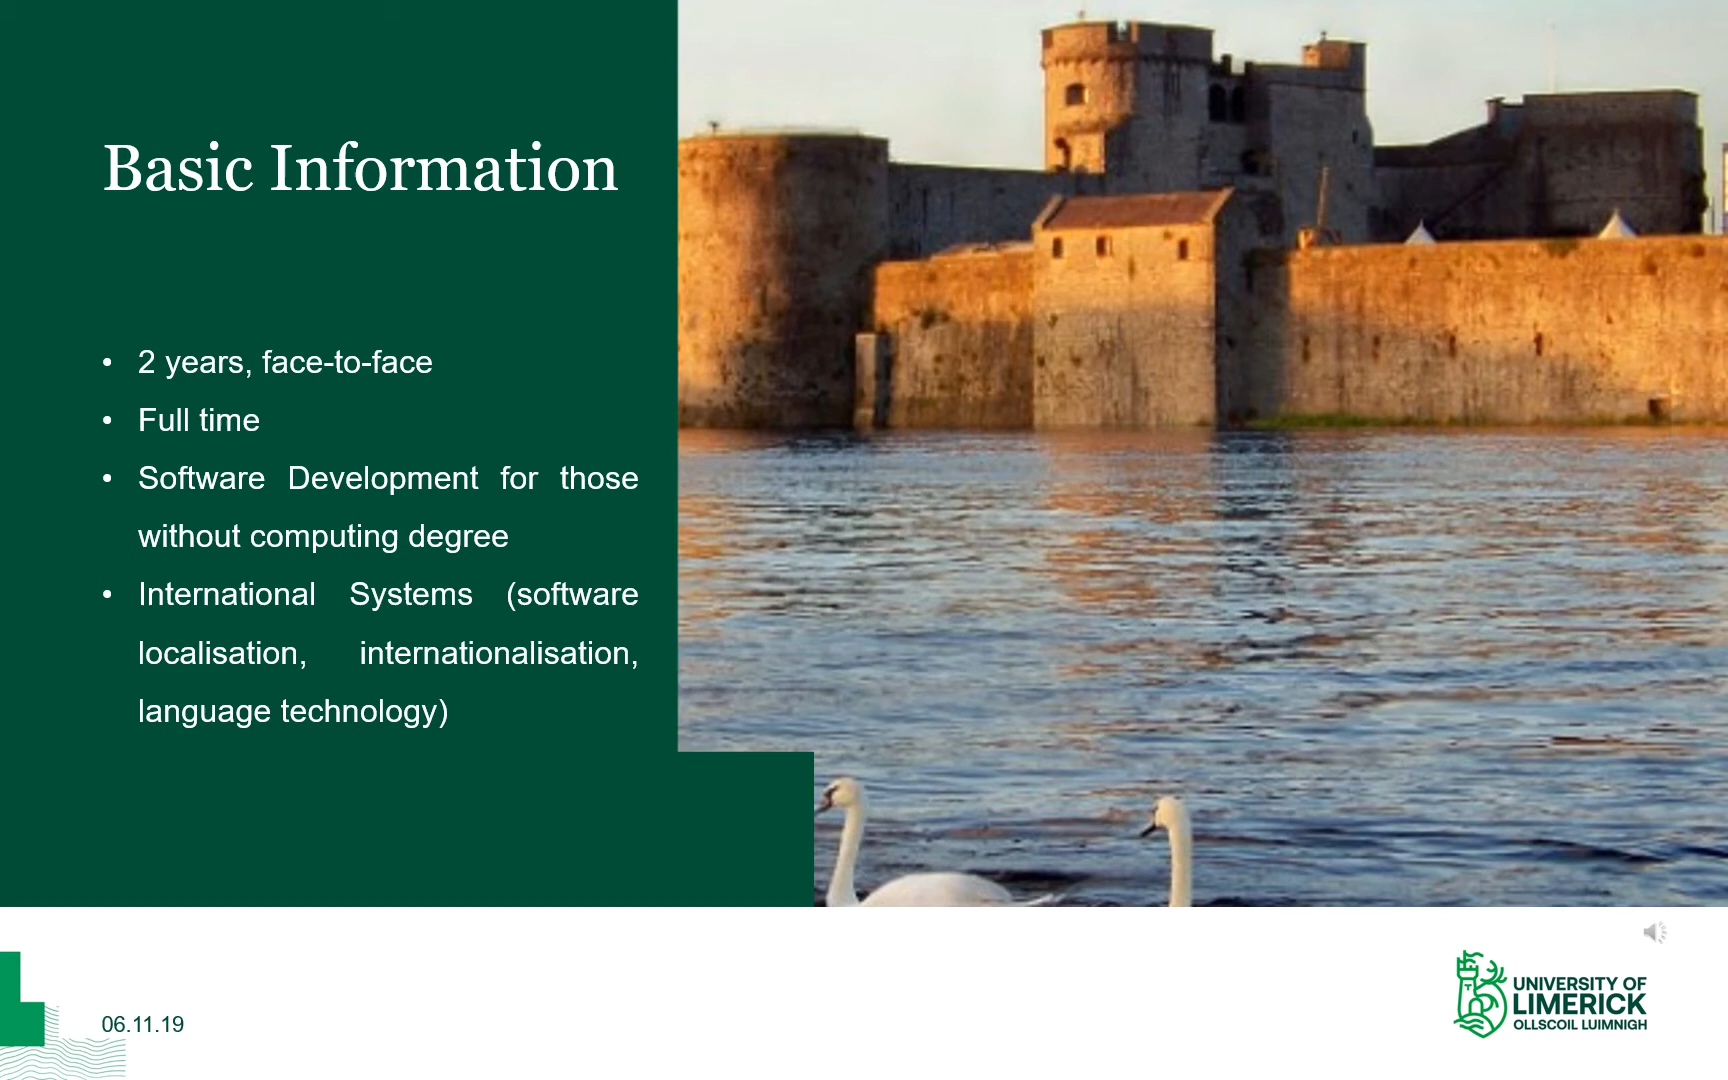 Basic Information
• 2 years, face-to-face
• Full time
• Software Development for those
without computing degree
• International Systems (software
localisation, internationalisation,
language technology)
06.11.19
UNIVERSITY OF
LIMERICK
OLLSCOIL LUIMNIGH